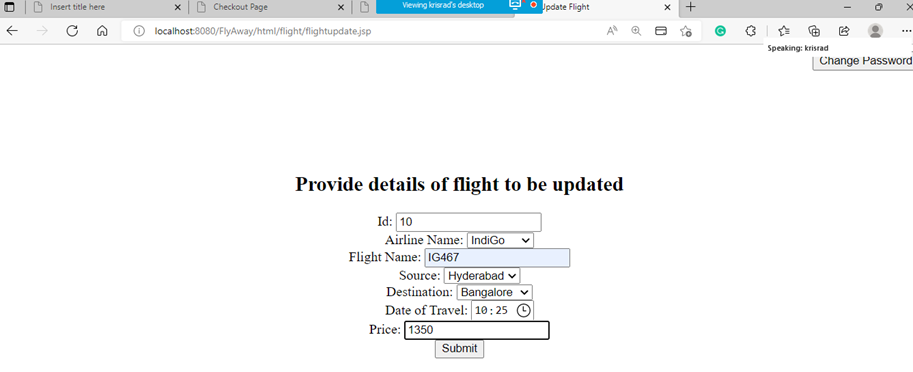 Insert title here
Checkout Page
Viewing krisrad's desktop
Update Flight
localhost:8080/FlyAway/html/flight/flightupdate.jsp
Speaking: krisrad
Change Password
Provide details of flight to be updated
Id: 10
Airline Name: IndiGo
Flight Name: IG467
Source: Hyderabad
Destination: Bangalore
Date of Travel: 10:25
Price: 1350
Submit